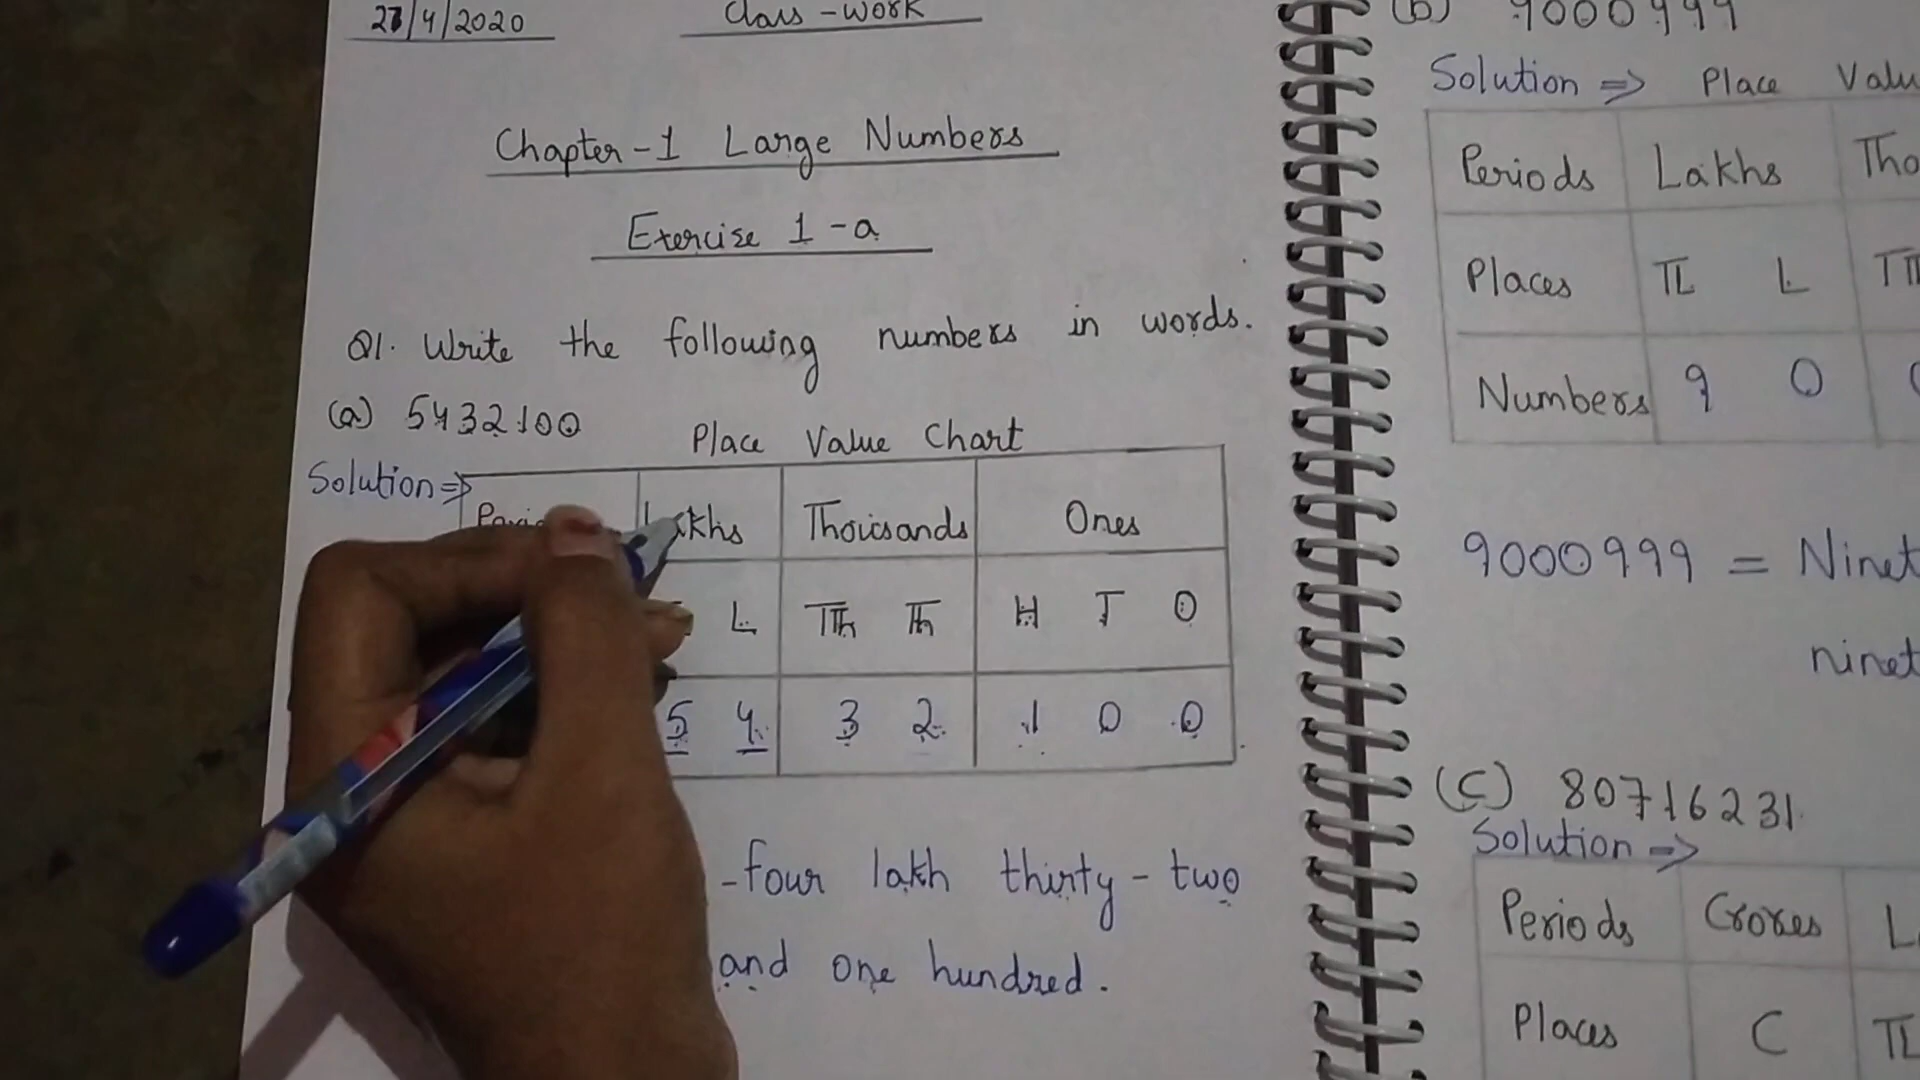 27/4/2020 Class-work
Chapter-1 Large Numbers
Exercise 1-a
Q1. Write the following numbers in words.
(a) 5432100
Place Value Chart
Solution ⇒
Lakhs Thousands Ones
L TTh Th H T O
5 4 3 2 1 0 0
-four lakh thirty-two
and one hundred.
(b) 9000999
Solution ⇒ Place
Periods Lakhs
Places TL L
Numbers 9 0
9000999 =
(C) 80716231
Solution ⇒
Periods Crores
Places C TL